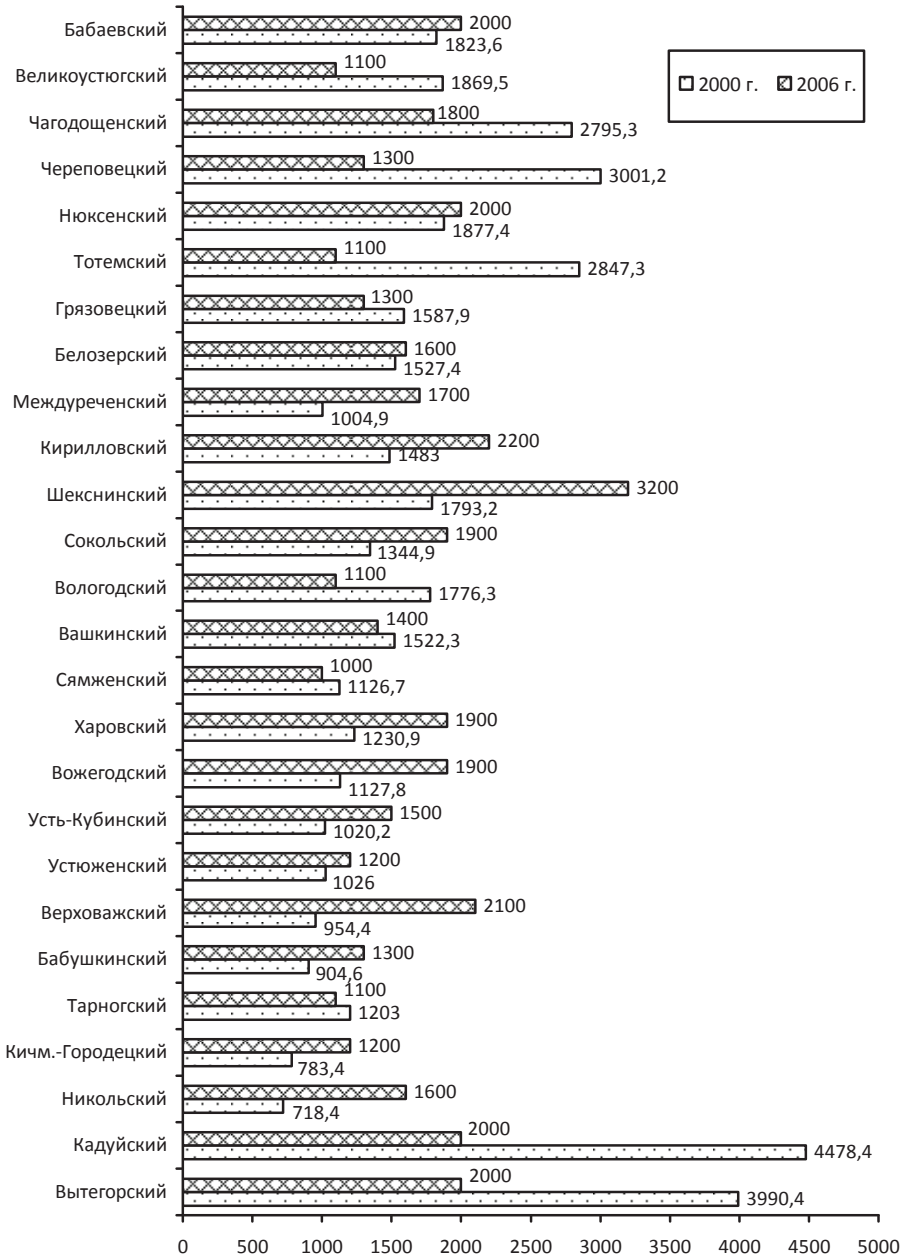 Бабаевский 2000
1823,6
Великоустюгский 1100
1869,5
2000 г. 2006 г.
Чагодощенский 1800
2795,3
Череповецкий 1300
3001,2
Нюксенский 2000
1877,4
Тотемский 1100
2847,3
Грязовецкий 1300
1587,9
Белозерский 1600
1527,4
Междуреченский 1700
1004,9
Кирилловский 2200
1483
Шекснинский 3200
1793,2
Сокольский 1900
1344,9
Вологодский 1100
1776,3
Вашкинский 1400
1522,3
Сямженский 1000
1126,7
Харовский 1900
1230,9
Вожегодский 1900
1127,8
Усть-Кубинский 1500
1020,2
Устюженский 1200
1026
Верховажский 2100
954,4
Бабушкинский 1300
904,6
Тарногский 1100
1203
Кичм.-Городецкий 1200
783,4
Никольский 1600
718,4
Кадуйский 2000
4478,4
Вытегорский 2000
3990,4
0 500 1000 1500 2000 2500 3000 3500 4000 4500 5000